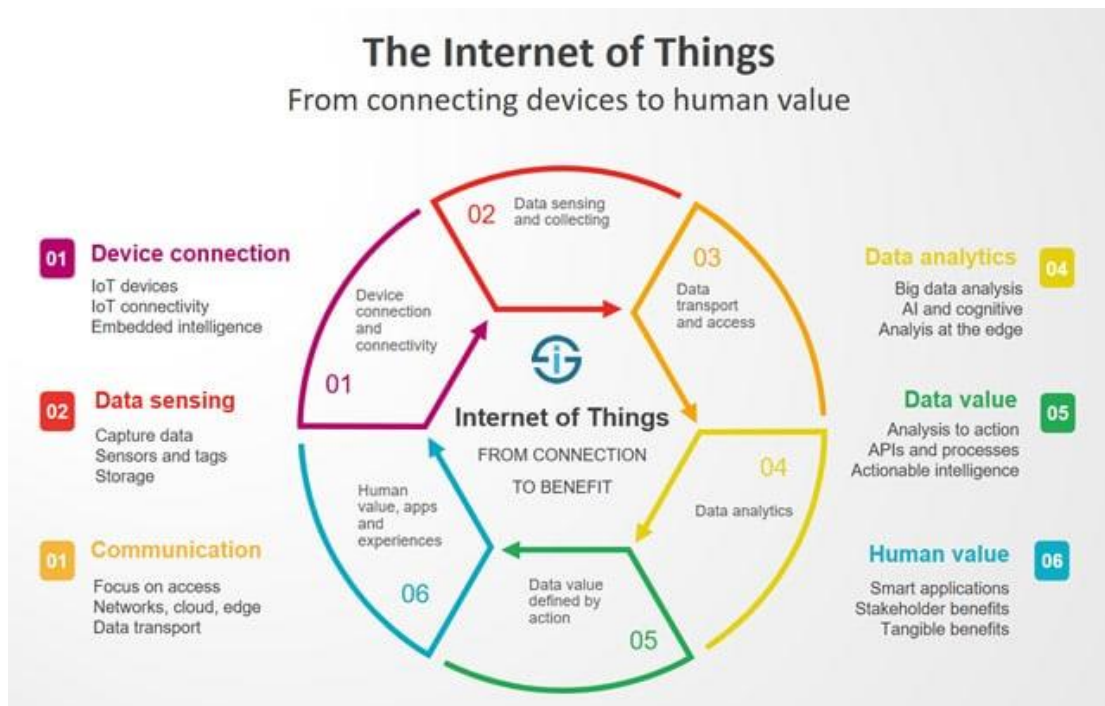 The Internet of Things
From connecting devices to human value
01
Device connection
IoT devices
IoT connectivity
Embedded intelligence
02
Data sensing
Capture data
Sensors and tags
Storage
01
Communication
Focus on access
Networks, cloud, edge
Data transport
02
Data sensing
and collecting
03
Data
transport
and access
Device
connection
and
connectivity
01
Internet of Things
FROM CONNECTION
TO BENEFIT
04
Data analytics
Human
value, apps
and
experiences
06
Data value
defined by
action
05
Data analytics
04
Big data analysis
AI and cognitive
Analyis at the edge
Data value
05
Analysis to action
APIs and processes
Actionable intelligence
Human value
06
Smart applications
Stakeholder benefits
Tangible benefits